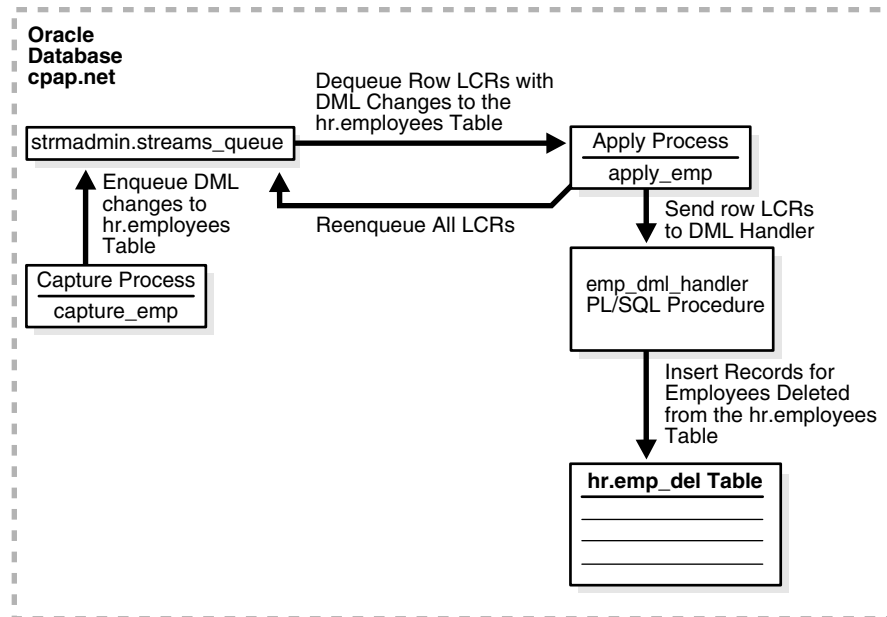 Oracle
Database
cpap.net
Dequeue Row LCRs with
DML Changes to the
hr.employees Table
strmadmin.streams_queue
Apply Process
apply_emp
Enqueue DML
changes to
hr.employees
Table
Reenqueue All LCRs
Send row LCRs
to DML Handler
Capture Process
capture_emp
emp_dml_handler
PL/SQL Procedure
Insert Records for
Employees Deleted
from the hr.employees
Table
hr.emp_del Table